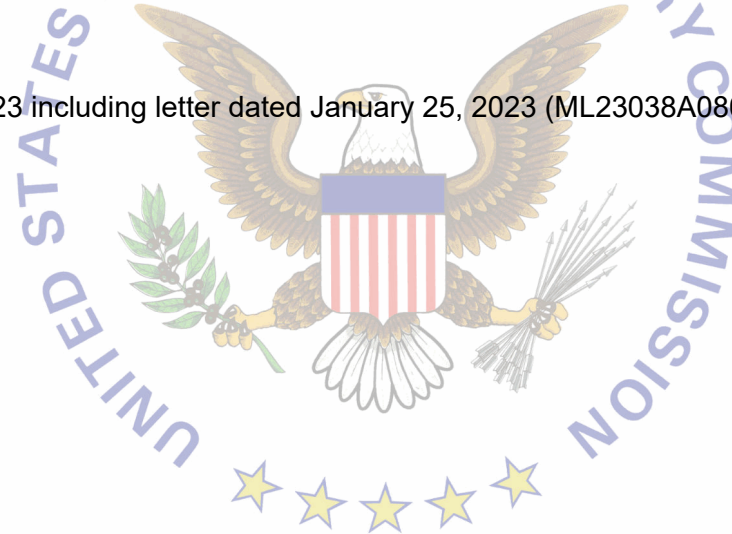 UNITED STATES
Y COMMISSION
23 including letter dated January 25, 2023 (ML23038A08